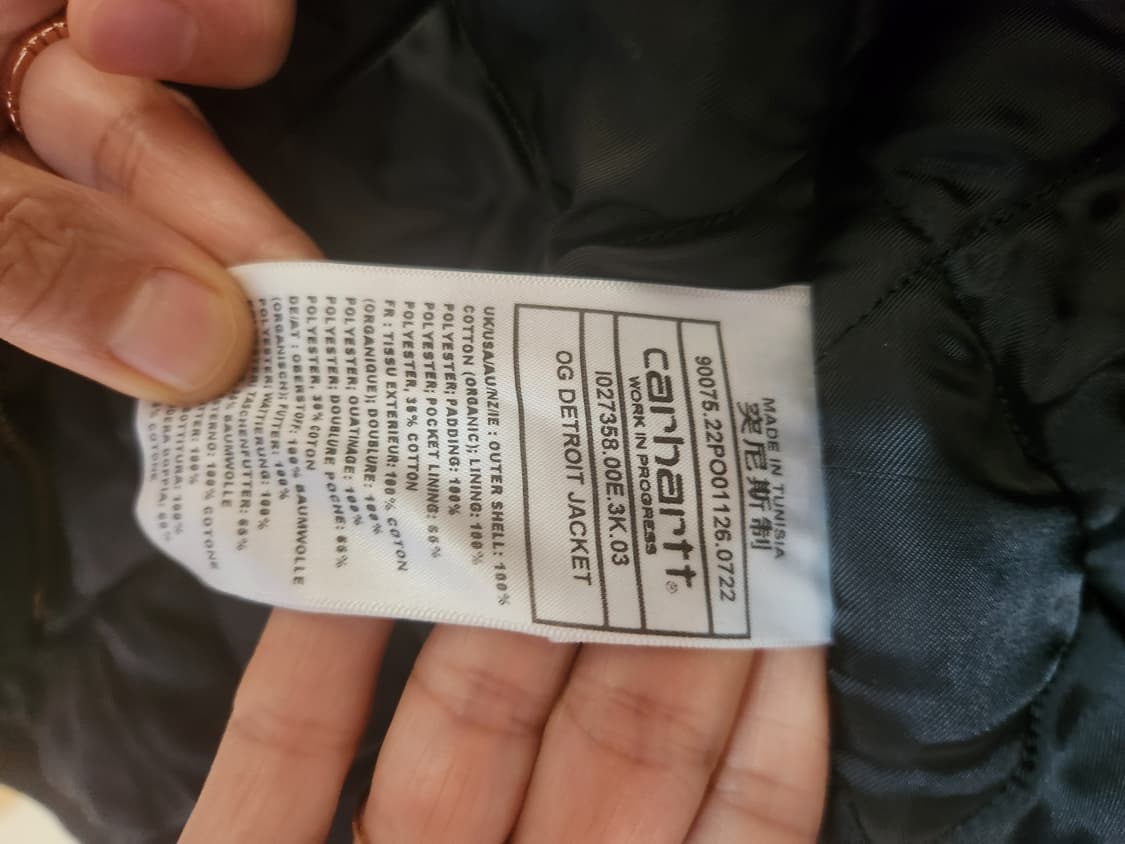 MADE IN TUNISIA
突尼斯制
90075.22PO01126.0722
carhartt®
WORK IN PROGRESS
I027358.00E.3K.03
OG DETROIT JACKET
UK/USA/AU/NZ/IE : OUTER SHELL: 100%
COTTON (ORGANIC); LINING: 100%
POLYESTER; PADDING: 100%
POLYESTER; POCKET LINING: 65%
POLYESTER, 35% COTTON
FR : TISSU EXTERIEUR: 100% COTON
(ORGANIQUE); DOUBLURE: 100%
POLYESTER; OUATINAGE: 100%
POLYESTER; DOUBLURE POCHE: 65%
POLYESTER, 35% COTON
DE/AT : OBERSTOFF: 100% BAUMWOLLE
(ORGANISCH); FUTTER: 100%
POLYESTER; WATTIERUNG: 100%
TASCHENFUTTER: 65%
BAUMWOLLE
100% COTONE
100%
100%
COTONE